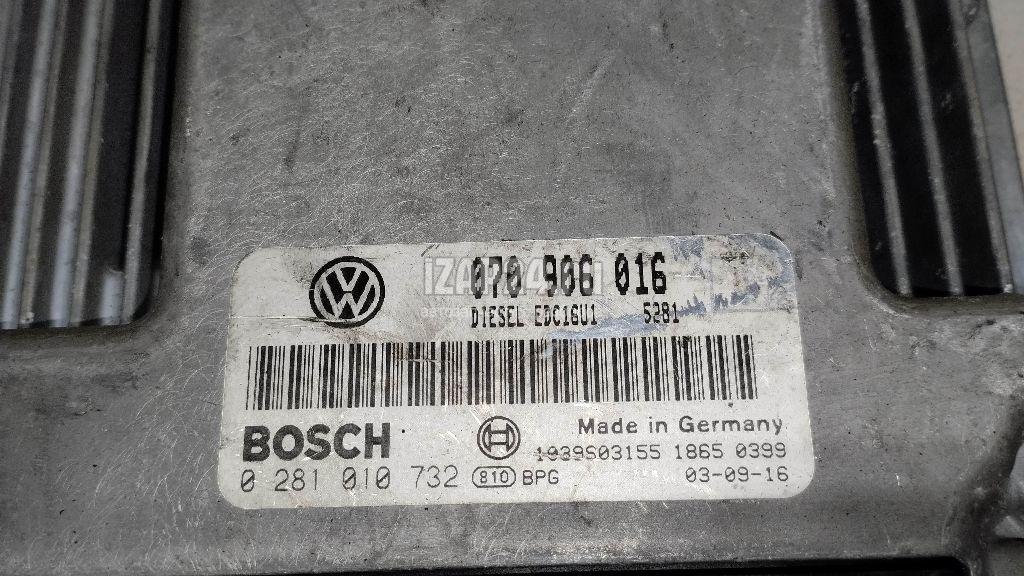 070 906 016
DIESEL EDC16U1 5281
BOSCH
Made in Germany
1939S03155 1865 0399
0 281 010 732 810 BPG 03-09-16